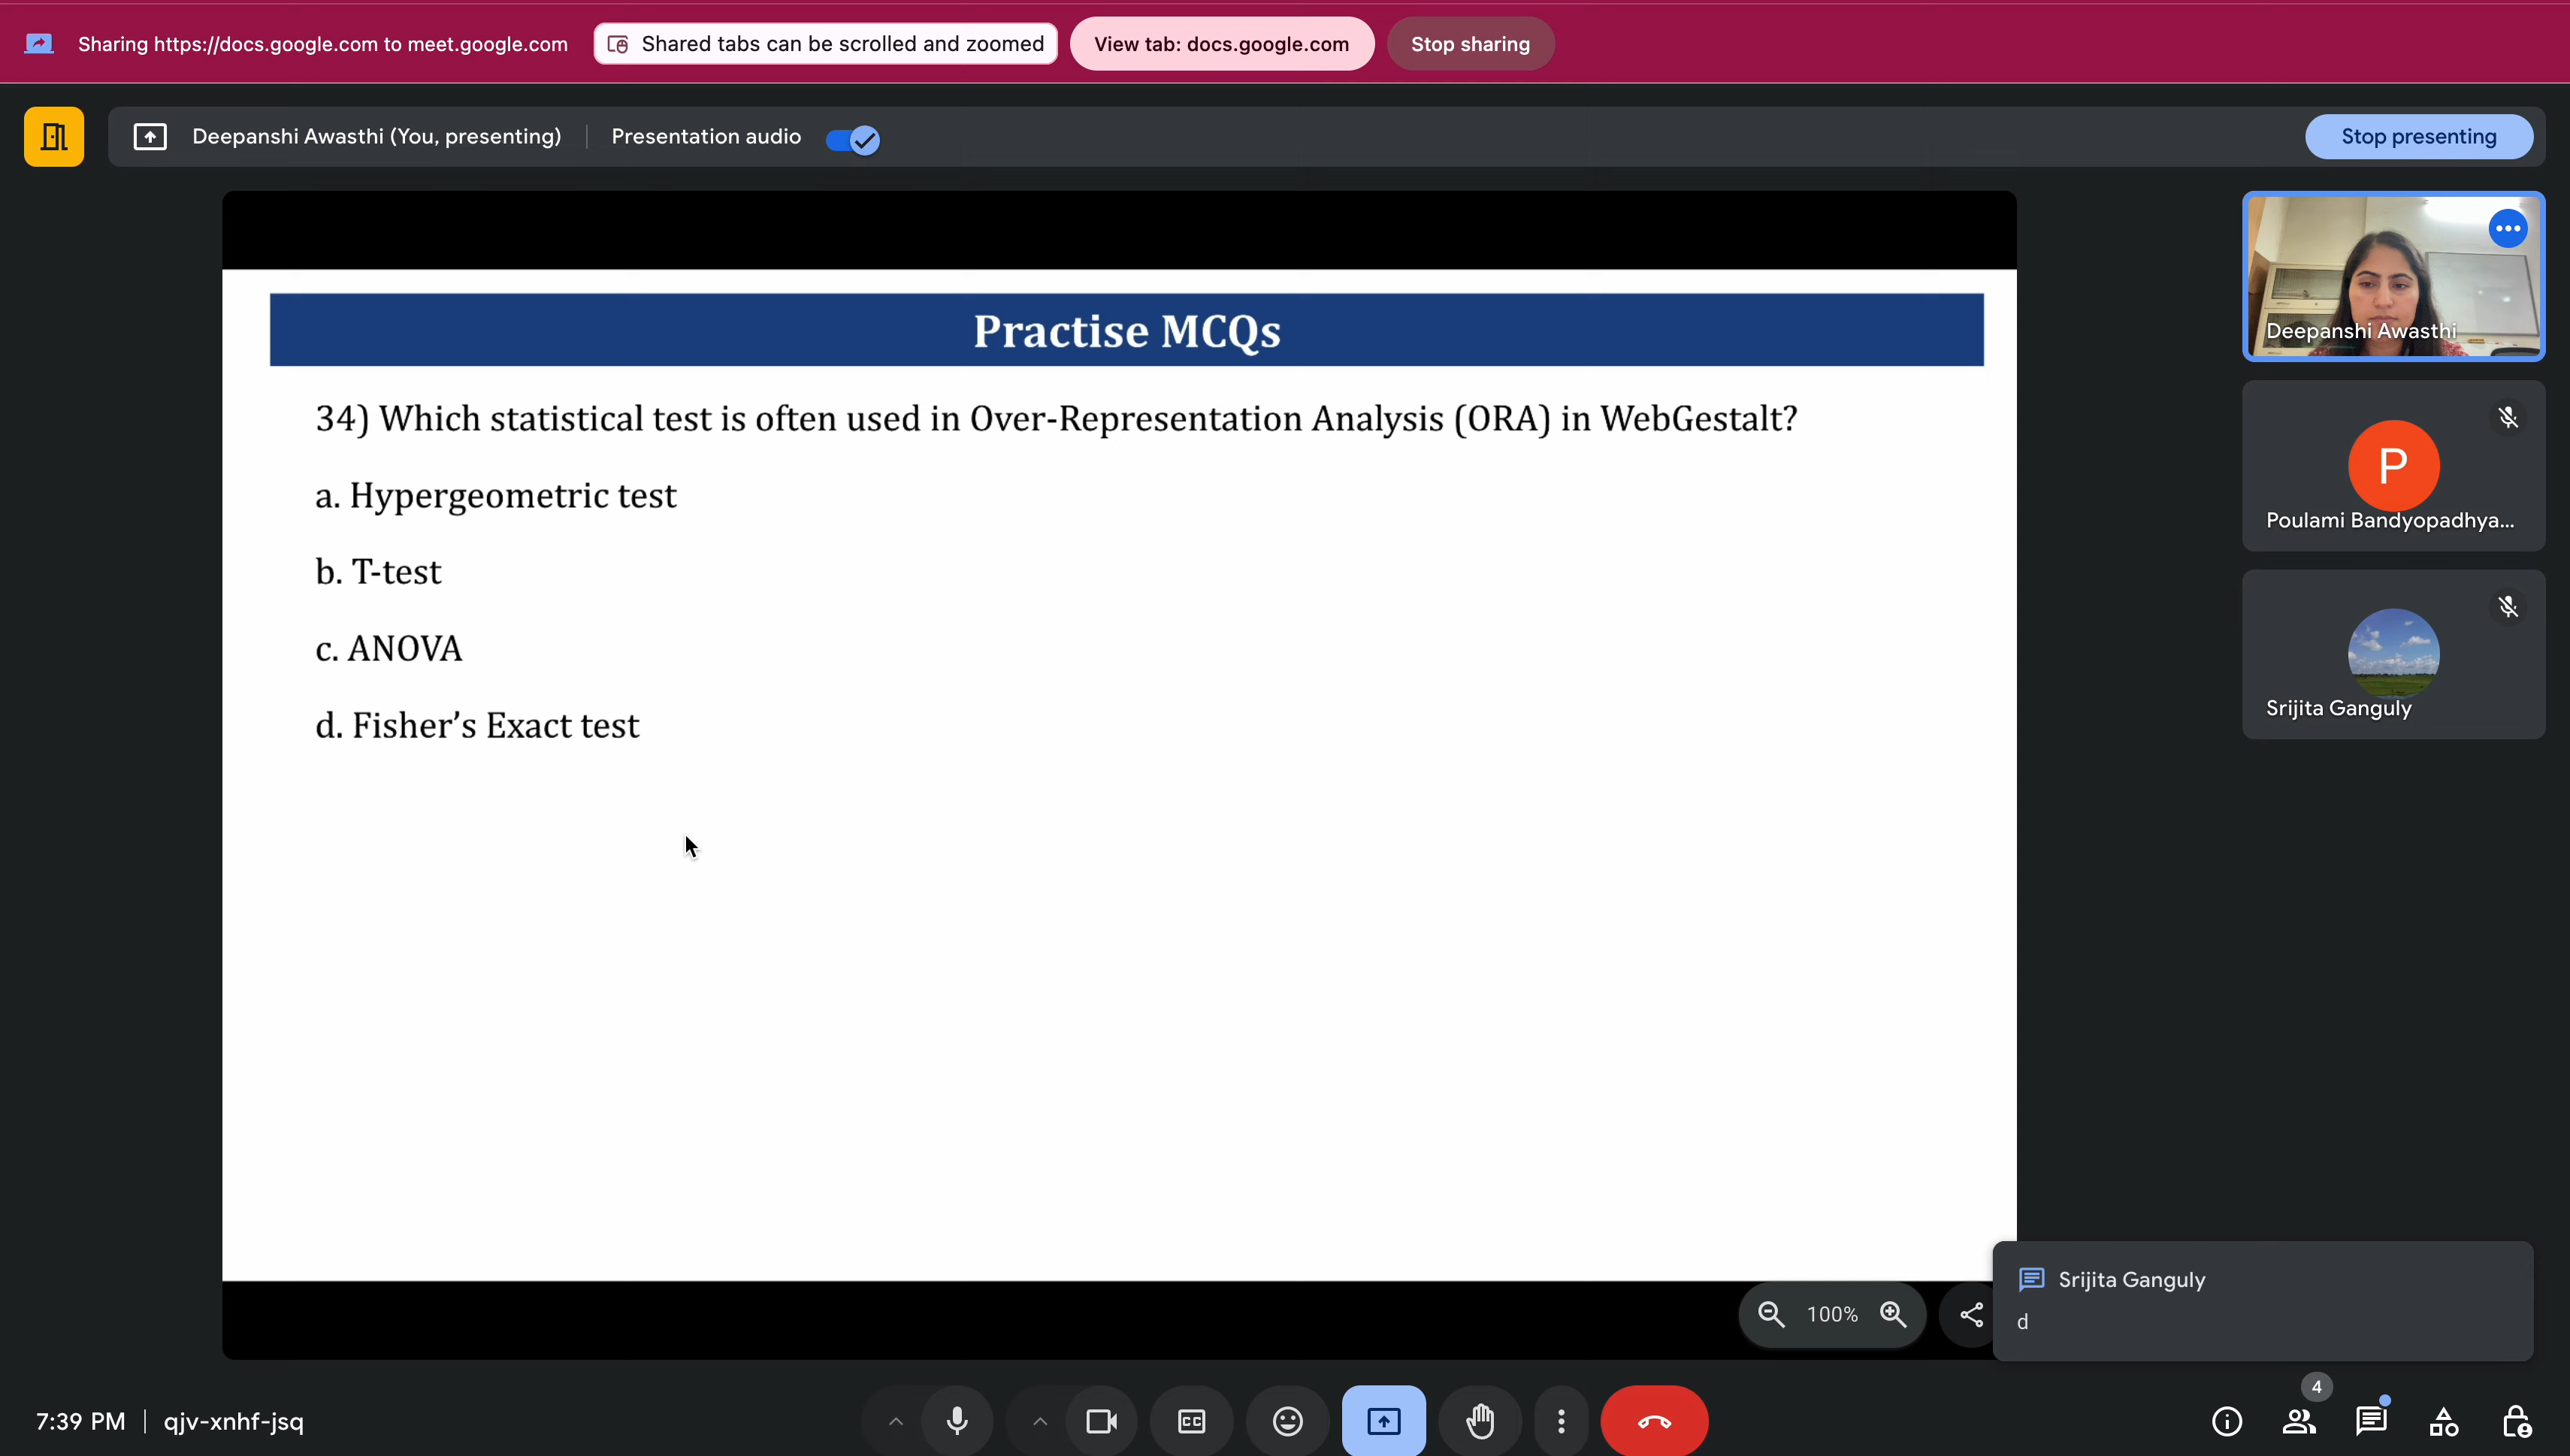 Sharing https://docs.google.com to meet.google.com
Shared tabs can be scrolled and zoomed
View tab: docs.google.com
Stop sharing
Deepanshi Awasthi (You, presenting)
Presentation audio
Stop presenting
Practise MCQs
34) Which statistical test is often used in Over-Representation Analysis (ORA) in WebGestalt?
a. Hypergeometric test
b. T-test
c. ANOVA
d. Fisher’s Exact test
Deepanshi Awasthi
P
Poulami Bandyopadhya...
Srijita Ganguly
100%
Srijita Ganguly
d
7:39 PM
qjv-xnhf-jsq
CC
4